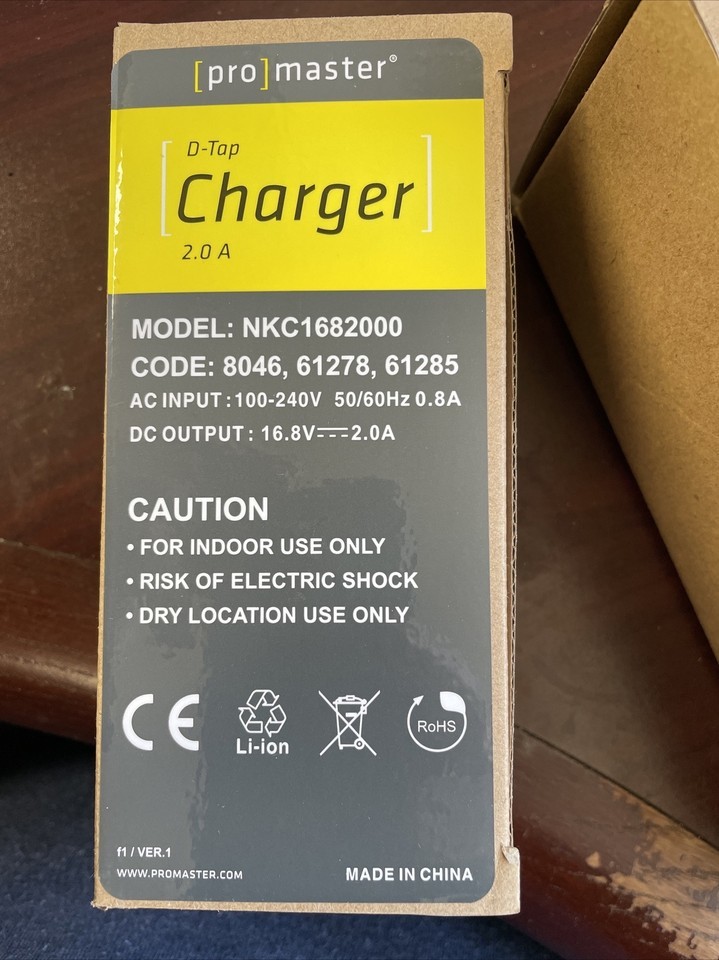 [pro]master®
D-Tap
Charger
2.0 A
MODEL: NKC1682000
CODE: 8046, 61278, 61285
AC INPUT:100-240V 50/60Hz 0.8A
DC OUTPUT: 16.8V⎓2.0A
CAUTION
• FOR INDOOR USE ONLY
• RISK OF ELECTRIC SHOCK
• DRY LOCATION USE ONLY
CE
RoHS
Li-ion
f1 / VER.1
WWW.PROMASTER.COM MADE IN CHINA